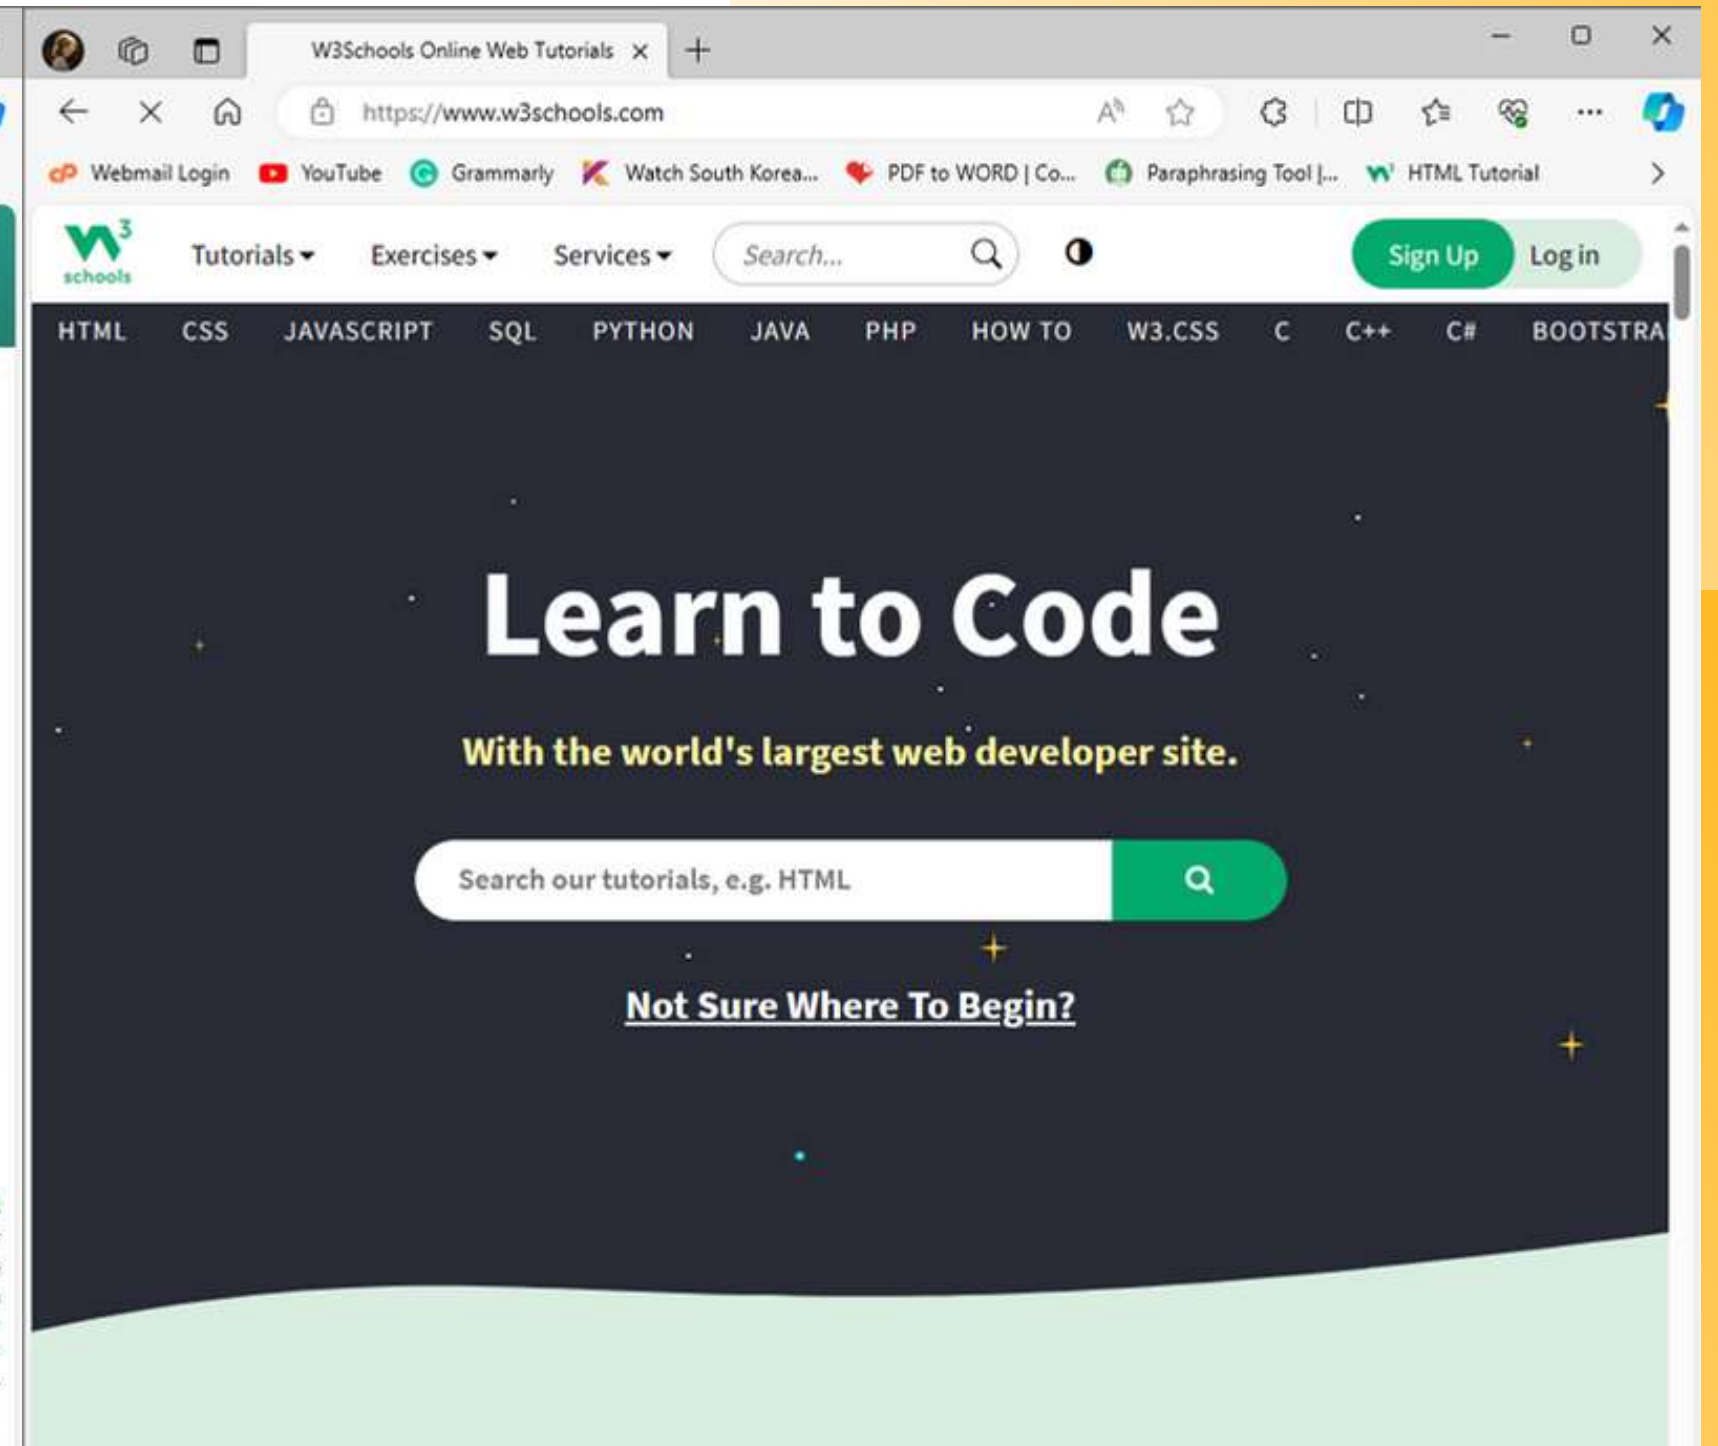 W3Schools Online Web Tutorials
https://www.w3schools.com
Webmail Login YouTube Grammarly Watch South Korea... PDF to WORD | Co... Paraphrasing Tool |... HTML Tutorial
W3 schools Tutorials Exercises Services Search... Sign Up Log in
HTML CSS JAVASCRIPT SQL PYTHON JAVA PHP HOW TO W3.CSS C C++ C# BOOTSTRA
Learn to Code
With the world's largest web developer site.
Search our tutorials, e.g. HTML
Not Sure Where To Begin?